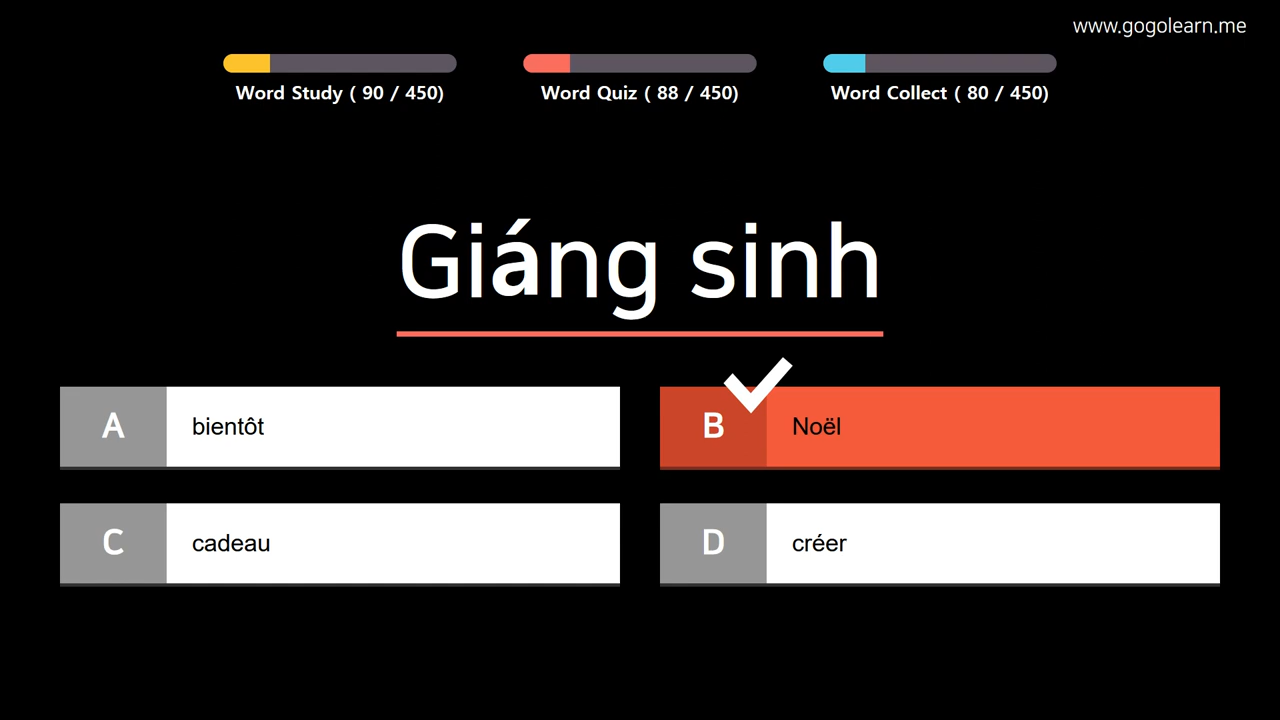 www.gogolearn.me
Word Study ( 90 / 450) Word Quiz ( 88 / 450) Word Collect ( 80 / 450)
Giáng sinh
A bientôt
B Noël
C cadeau
D créer